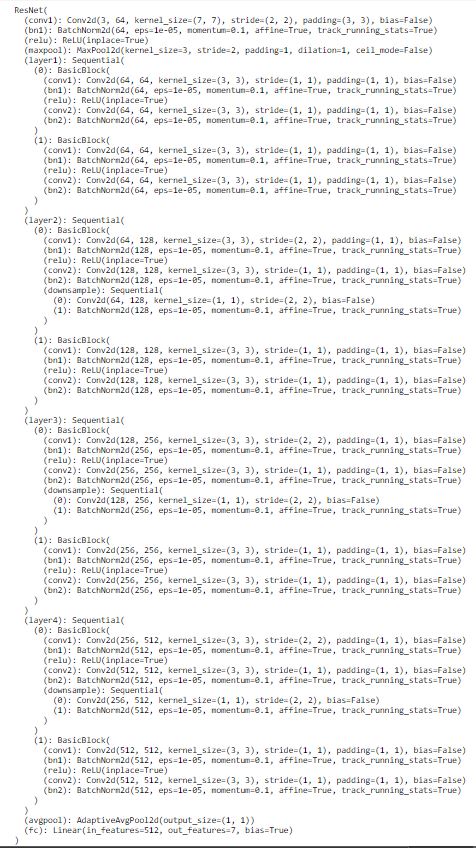 ResNet(
  (conv1): Conv2d(3, 64, kernel_size=(7, 7), stride=(2, 2), padding=(3, 3), bias=False)
  (bn1): BatchNorm2d(64, eps=1e-05, momentum=0.1, affine=True, track_running_stats=True)
  (relu): ReLU(inplace=True)
  (maxpool): MaxPool2d(kernel_size=3, stride=2, padding=1, dilation=1, ceil_mode=False)
  (layer1): Sequential(
    (0): BasicBlock(
      (conv1): Conv2d(64, 64, kernel_size=(3, 3), stride=(1, 1), padding=(1, 1), bias=False)
      (bn1): BatchNorm2d(64, eps=1e-05, momentum=0.1, affine=True, track_running_stats=True)
      (relu): ReLU(inplace=True)
      (conv2): Conv2d(64, 64, kernel_size=(3, 3), stride=(1, 1), padding=(1, 1), bias=False)
      (bn2): BatchNorm2d(64, eps=1e-05, momentum=0.1, affine=True, track_running_stats=True)
    )
    (1): BasicBlock(
      (conv1): Conv2d(64, 64, kernel_size=(3, 3), stride=(1, 1), padding=(1, 1), bias=False)
      (bn1): BatchNorm2d(64, eps=1e-05, momentum=0.1, affine=True, track_running_stats=True)
      (relu): ReLU(inplace=True)
      (conv2): Conv2d(64, 64, kernel_size=(3, 3), stride=(1, 1), padding=(1, 1), bias=False)
      (bn2): BatchNorm2d(64, eps=1e-05, momentum=0.1, affine=True, track_running_stats=True)
    )
  )
  (layer2): Sequential(
    (0): BasicBlock(
      (conv1): Conv2d(64, 128, kernel_size=(3, 3), stride=(2, 2), padding=(1, 1), bias=False)
      (bn1): BatchNorm2d(128, eps=1e-05, momentum=0.1, affine=True, track_running_stats=True)
      (relu): ReLU(inplace=True)
      (conv2): Conv2d(128, 128, kernel_size=(3, 3), stride=(1, 1), padding=(1, 1), bias=False)
      (bn2): BatchNorm2d(128, eps=1e-05, momentum=0.1, affine=True, track_running_stats=True)
      (downsample): Sequential(
        (0): Conv2d(64, 128, kernel_size=(1, 1), stride=(2, 2), bias=False)
        (1): BatchNorm2d(128, eps=1e-05, momentum=0.1, affine=True, track_running_stats=True)
      )
    )
    (1): BasicBlock(
      (conv1): Conv2d(128, 128, kernel_size=(3, 3), stride=(1, 1), padding=(1, 1), bias=False)
      (bn1): BatchNorm2d(128, eps=1e-05, momentum=0.1, affine=True, track_running_stats=True)
      (relu): ReLU(inplace=True)
      (conv2): Conv2d(128, 128, kernel_size=(3, 3), stride=(1, 1), padding=(1, 1), bias=False)
      (bn2): BatchNorm2d(128, eps=1e-05, momentum=0.1, affine=True, track_running_stats=True)
    )
  )
  (layer3): Sequential(
    (0): BasicBlock(
      (conv1): Conv2d(128, 256, kernel_size=(3, 3), stride=(2, 2), padding=(1, 1), bias=False)
      (bn1): BatchNorm2d(256, eps=1e-05, momentum=0.1, affine=True, track_running_stats=True)
      (relu): ReLU(inplace=True)
      (conv2): Conv2d(256, 256, kernel_size=(3, 3), stride=(1, 1), padding=(1, 1), bias=False)
      (bn2): BatchNorm2d(256, eps=1e-05, momentum=0.1, affine=True, track_running_stats=True)
      (downsample): Sequential(
        (0): Conv2d(128, 256, kernel_size=(1, 1), stride=(2, 2), bias=False)
        (1): BatchNorm2d(256, eps=1e-05, momentum=0.1, affine=True, track_running_stats=True)
      )
    )
    (1): BasicBlock(
      (conv1): Conv2d(256, 256, kernel_size=(3, 3), stride=(1, 1), padding=(1, 1), bias=False)
      (bn1): BatchNorm2d(256, eps=1e-05, momentum=0.1, affine=True, track_running_stats=True)
      (relu): ReLU(inplace=True)
      (conv2): Conv2d(256, 256, kernel_size=(3, 3), stride=(1, 1), padding=(1, 1), bias=False)
      (bn2): BatchNorm2d(256, eps=1e-05, momentum=0.1, affine=True, track_running_stats=True)
    )
  )
  (layer4): Sequential(
    (0): BasicBlock(
      (conv1): Conv2d(256, 512, kernel_size=(3, 3), stride=(2, 2), padding=(1, 1), bias=False)
      (bn1): BatchNorm2d(512, eps=1e-05, momentum=0.1, affine=True, track_running_stats=True)
      (relu): ReLU(inplace=True)
      (conv2): Conv2d(512, 512, kernel_size=(3, 3), stride=(1, 1), padding=(1, 1), bias=False)
      (bn2): BatchNorm2d(512, eps=1e-05, momentum=0.1, affine=True, track_running_stats=True)
      (downsample): Sequential(
        (0): Conv2d(256, 512, kernel_size=(1, 1), stride=(2, 2), bias=False)
        (1): BatchNorm2d(512, eps=1e-05, momentum=0.1, affine=True, track_running_stats=True)
      )
    )
    (1): BasicBlock(
      (conv1): Conv2d(512, 512, kernel_size=(3, 3), stride=(1, 1), padding=(1, 1), bias=False)
      (bn1): BatchNorm2d(512, eps=1e-05, momentum=0.1, affine=True, track_running_stats=True)
      (relu): ReLU(inplace=True)
      (conv2): Conv2d(512, 512, kernel_size=(3, 3), stride=(1, 1), padding=(1, 1), bias=False)
      (bn2): BatchNorm2d(512, eps=1e-05, momentum=0.1, affine=True, track_running_stats=True)
    )
  )
  (avgpool): AdaptiveAvgPool2d(output_size=(1, 1))
  (fc): Linear(in_features=512, out_features=7, bias=True)
)